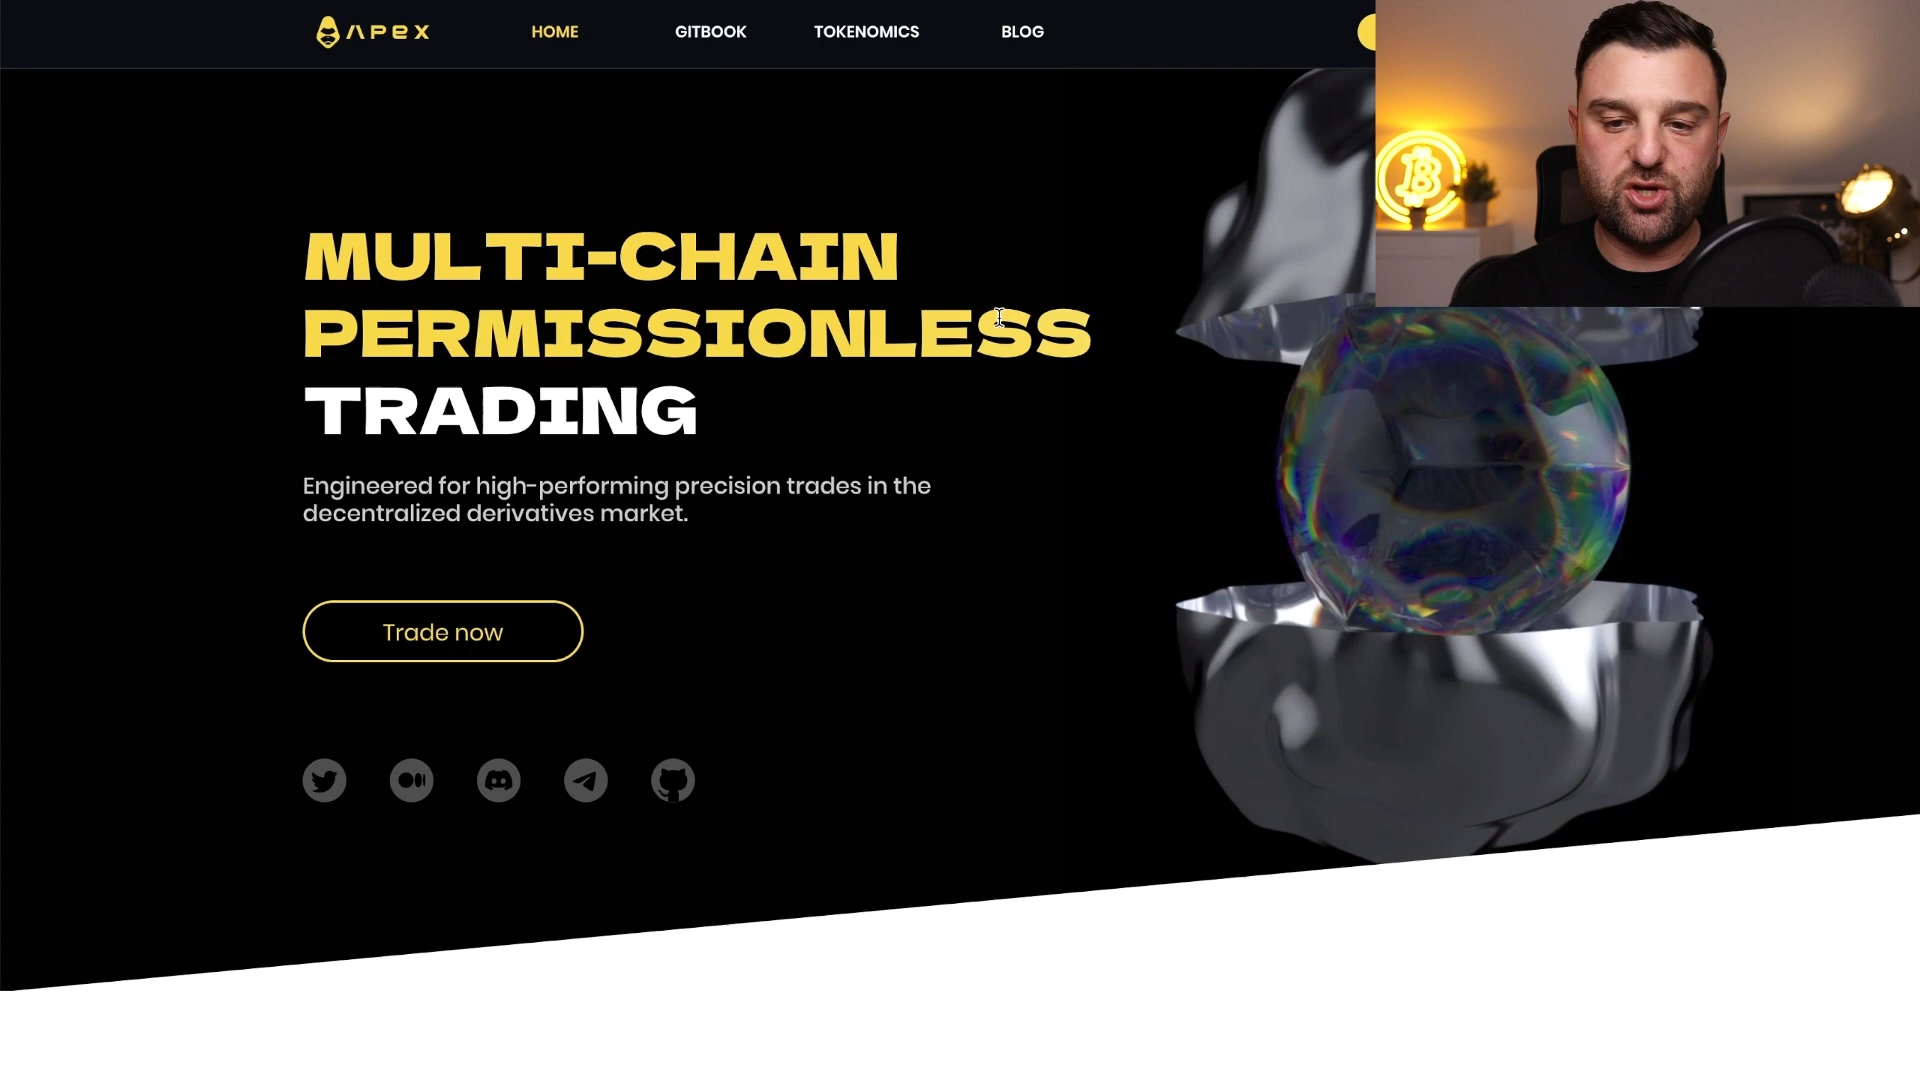 APEX
HOME
GITBOOK
TOKENOMICS
BLOG
MULTI-CHAIN
PERMISSIONLESS
TRADING
Engineered for high-performing precision trades in the
decentralized derivatives market.
Trade now